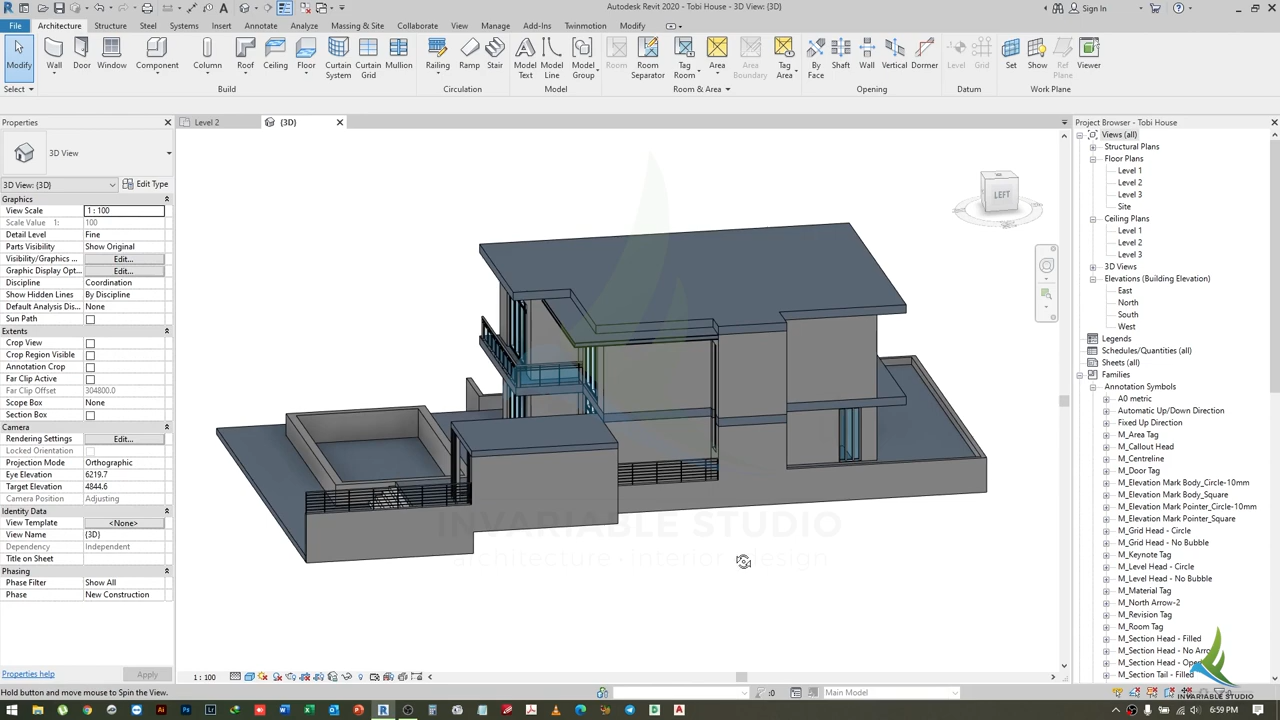 Autodesk Revit 2020 - Tobi House - 3D View: {3D}
Sign In
File
Architecture
Structure
Steel
Systems
Insert
Annotate
Analyze
Massing & Site
Collaborate
View
Manage
Add-Ins
Twinmotion
Modify
Modify
Wall
Door
Window
Component
Column
Roof
Ceiling
Floor
Curtain System
Curtain Grid
Mullion
Railing
Ramp
Stair
Model Text
Model Line
Model Group
Room
Room Separator
Tag Room
Area
Area Boundary
Tag Area
By Face
Shaft
Wall
Vertical
Dormer
Level
Grid
Set
Show
Ref Plane
Viewer
Select
Build
Circulation
Model
Room & Area
Opening
Datum
Work Plane
Properties
3D View
3D View: {3D}
Edit Type
Graphics
View Scale 1 : 100
Scale Value 1: 100
Detail Level Fine
Parts Visibility Show Original
Visibility/Graphics ... Edit...
Graphic Display Opt... Edit...
Discipline Coordination
Show Hidden Lines By Discipline
Default Analysis Dis... None
Sun Path
Extents
Crop View
Crop Region Visible
Annotation Crop
Far Clip Active
Far Clip Offset 304800.0
Scope Box None
Section Box
Camera
Rendering Settings Edit...
Locked Orientation
Projection Mode Orthographic
Eye Elevation 6219.7
Target Elevation 4844.6
Camera Position Adjusting
Identity Data
View Template <None>
View Name {3D}
Dependency Independent
Title on Sheet
Phasing
Phase Filter Show All
Phase New Construction
Properties help
Apply
Level 2
{3D}
LEFT
INVARIABLE STUDIO
architecture - interior - design
1 : 100
Project Browser - Tobi House
Views (all)
Structural Plans
Floor Plans
Level 1
Level 2
Level 3
Site
Ceiling Plans
Level 1
Level 2
Level 3
3D Views
Elevations (Building Elevation)
East
North
South
West
Legends
Schedules/Quantities (all)
Sheets (all)
Families
Annotation Symbols
A0 metric
Automatic Up/Down Direction
Fixed Up Direction
M_Area Tag
M_Callout Head
M_Centreline
M_Door Tag
M_Elevation Mark Body_Circle-10mm
M_Elevation Mark Body_Square
M_Elevation Mark Pointer_Circle-10mm
M_Elevation Mark Pointer_Square
M_Grid Head - Circle
M_Grid Head - No Bubble
M_Keynote Tag
M_Level Head - Circle
M_Level Head - No Bubble
M_Material Tag
M_North Arrow-2
M_Revision Tag
M_Room Tag
M_Section Head - Filled
M_Section Head - No Arrow
M_Section Head - Open
M_Section Tail - Filled
INVARIABLE STUDIO
Hold button and move mouse to Spin the View.
:0
Main Model
6:59 PM